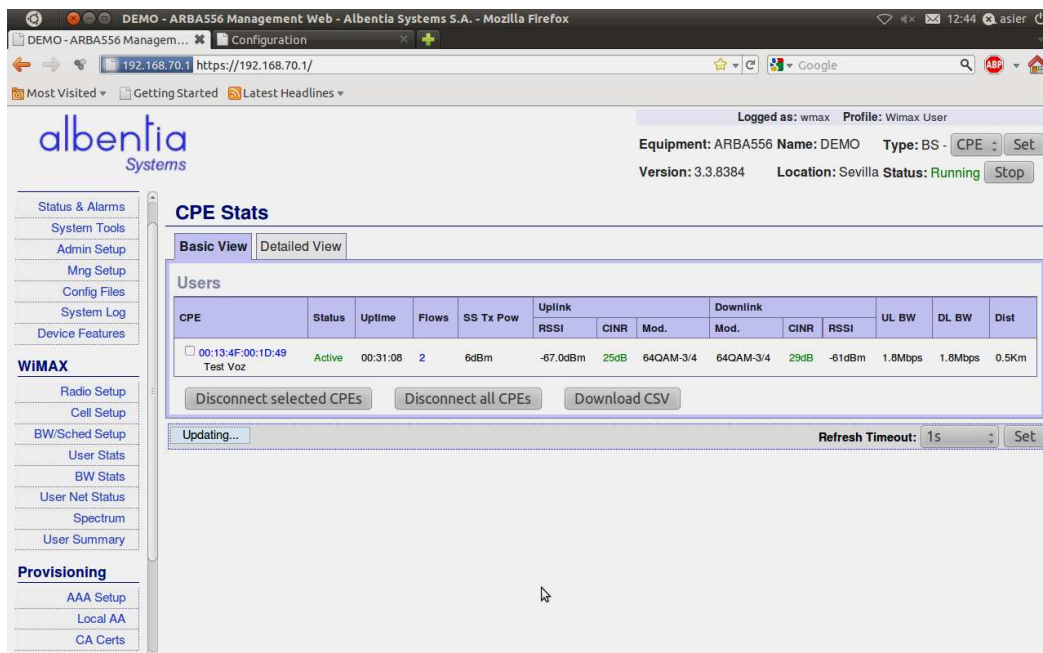 DEMO - ARBA556 Management Web - Albentia Systems S.A. - Mozilla Firefox
12:44 asier
DEMO - ARBA556 Managem... Configuration
192.168.70.1 https://192.168.70.1/ Google ABP
Most Visited Getting Started Latest Headlines
albentia
Systems
Logged as: wmax Profile: Wimax User
Equipment: ARBA556 Name: DEMO Type: BS - CPE Set
Version: 3.3.8384 Location: Sevilla Status: Running Stop
Status & Alarms
System Tools
Admin Setup
Mng Setup
Config Files
System Log
Device Features
WiMAX
Radio Setup
Cell Setup
BW/Sched Setup
User Stats
BW Stats
User Net Status
Spectrum
User Summary
Provisioning
AAA Setup
Local AA
CA Certs
CPE Stats
Basic View Detailed View
Users
CPE Status Uptime Flows SS Tx Pow Uplink Downlink UL BW DL BW Dist
RSSI CINR Mod. Mod. CINR RSSI
00:13:4F:00:1D:49 Active 00:31:08 2 6dBm -67.0dBm 25dB 64QAM-3/4 64QAM-3/4 29dB -61dBm 1.8Mbps 1.8Mbps 0.5Km
Test Voz
Disconnect selected CPEs Disconnect all CPEs Download CSV
Updating... Refresh Timeout: 1s Set